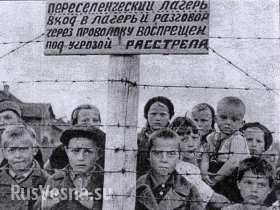 ПЕРЕСЕЛЕНЧЕСКИЙ ЛАГЕРЬ
ВХОД В ЛАГЕРЬ И РАЗГОВОР
ЧЕРЕЗ ПРОВОЛОКУ ВОСПРЕЩЕН
ПОД УГРОЗОЙ РАССТРЕЛА
RusVesna.su